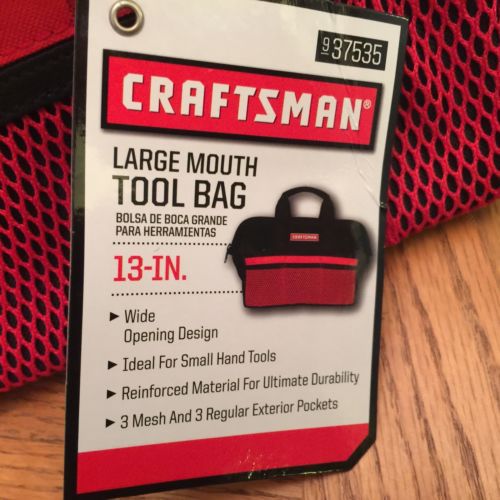 9 37535
CRAFTSMAN®
LARGE MOUTH
TOOL BAG
BOLSA DE BOCA GRANDE
PARA HERRAMIENTAS
CRAFTSMAN
13-IN.
▶ Wide
Opening Design
▶ Ideal For Small Hand Tools
▶ Reinforced Material For Ultimate Durability
▶ 3 Mesh And 3 Regular Exterior Pockets